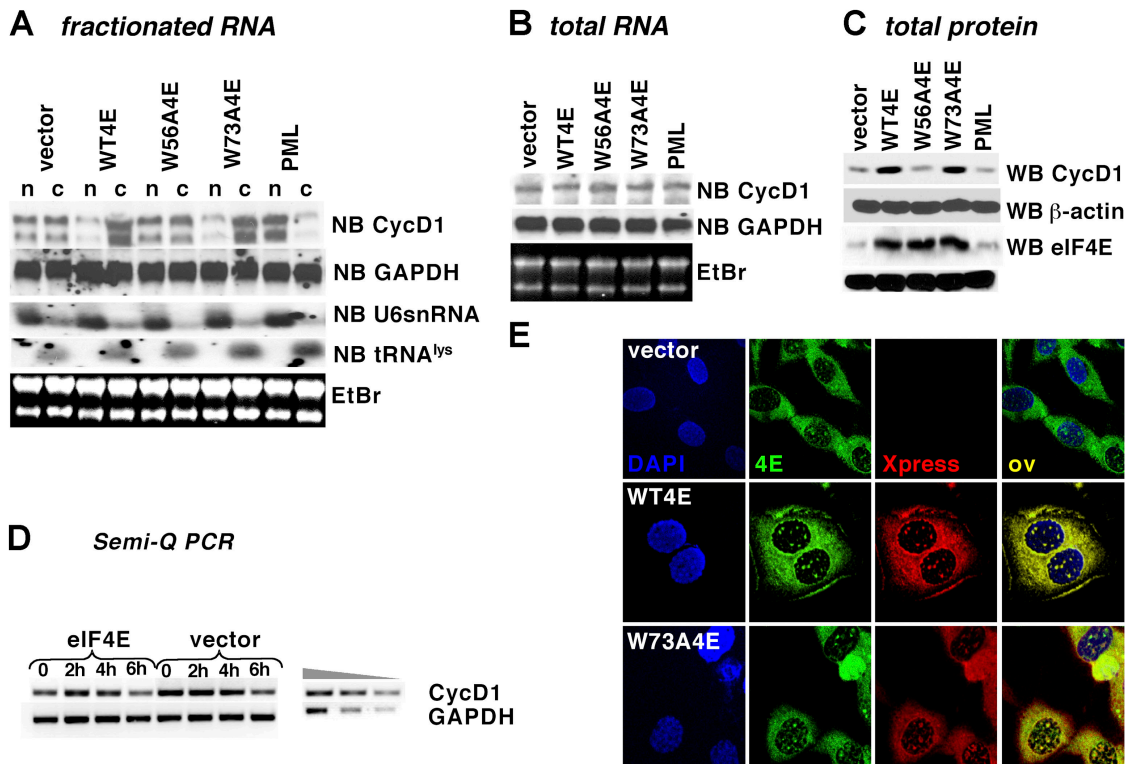 A fractionated RNA
vector WT4E W56A4E W73A4E PML
n c n c n c n c n c
NB CycD1
NB GAPDH
NB U6snRNA
NB tRNAlys
EtBr
B total RNA
vector WT4E W56A4E W73A4E PML
NB CycD1
NB GAPDH
EtBr
C total protein
vector WT4E W56A4E W73A4E PML
WB CycD1
WB β-actin
WB eIF4E
D Semi-Q PCR
eIF4E vector
0 2h 4h 6h 0 2h 4h 6h
CycD1
GAPDH
E
vector
DAPI 4E Xpress ov
WT4E
W73A4E